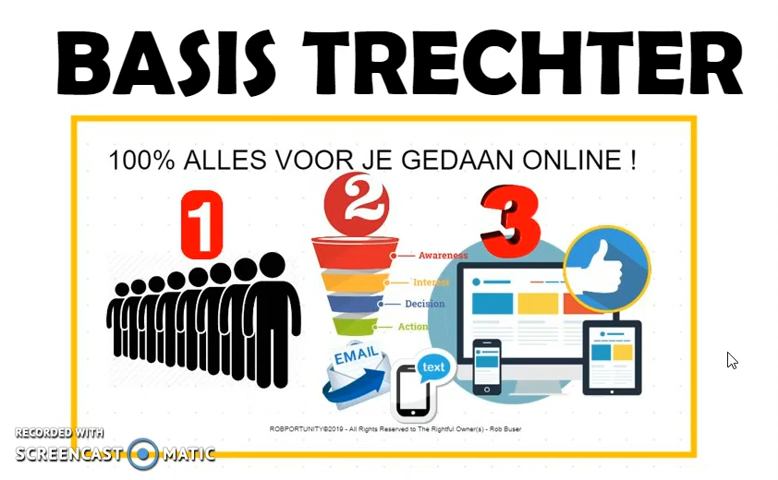 BASIS TRECHTER
100% ALLES VOOR JE GEDAAN ONLINE !
1
2
3
Awareness
Interest
Decision
Action
EMAIL
text
ROBPORTUNITY©2019 - All Rights Reserved to The Rightful Owner(s) - Rob Buser
RECORDED WITH
SCREENCAST MATIC